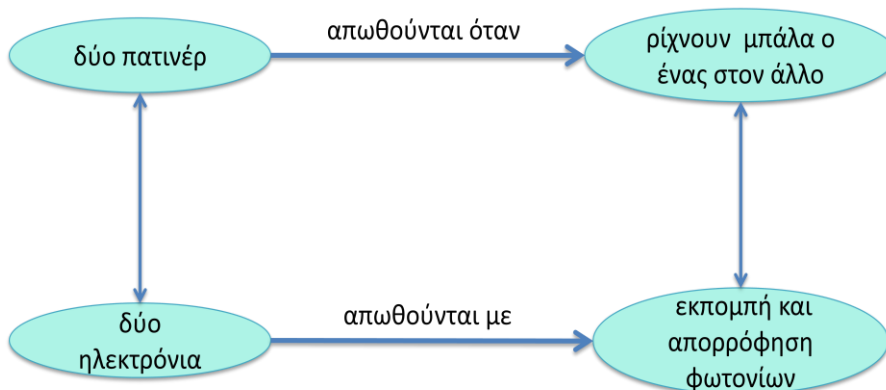 δύο πατινέρ
απωθούνται όταν
ρίχνουν μπάλα ο
ένας στον άλλο
δύο
ηλεκτρόνια
απωθούνται με
εκπομπή και
απορρόφηση
φωτονίων